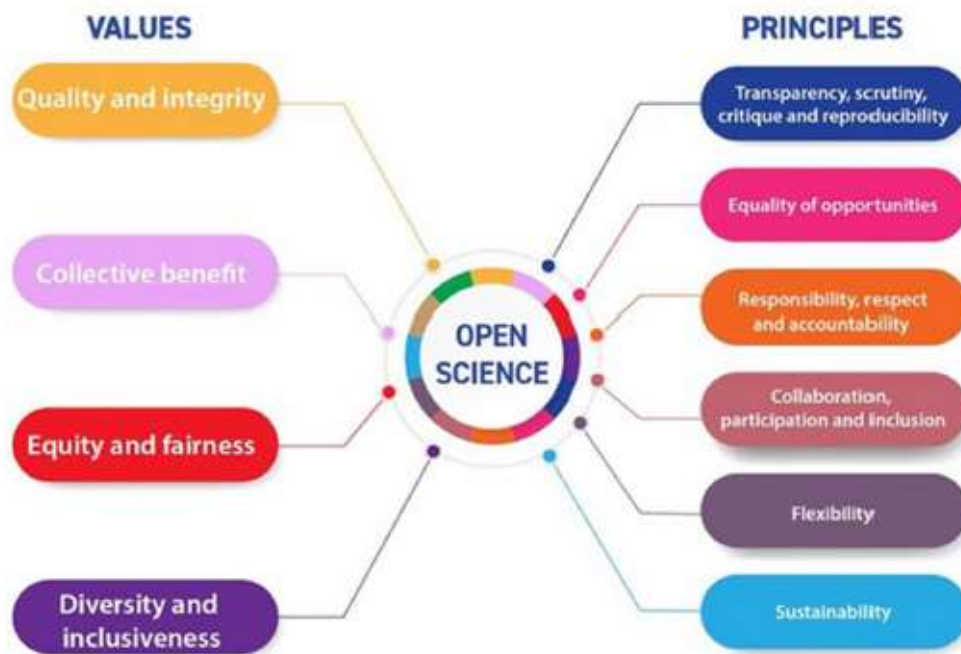 VALUES
Quality and integrity
Collective benefit
Equity and fairness
Diversity and
inclusiveness
OPEN
SCIENCE
PRINCIPLES
Transparency, scrutiny,
critique and reproducibility
Equality of opportunities
Responsibility, respect
and accountability
Collaboration,
participation and inclusion
Flexibility
Sustainability